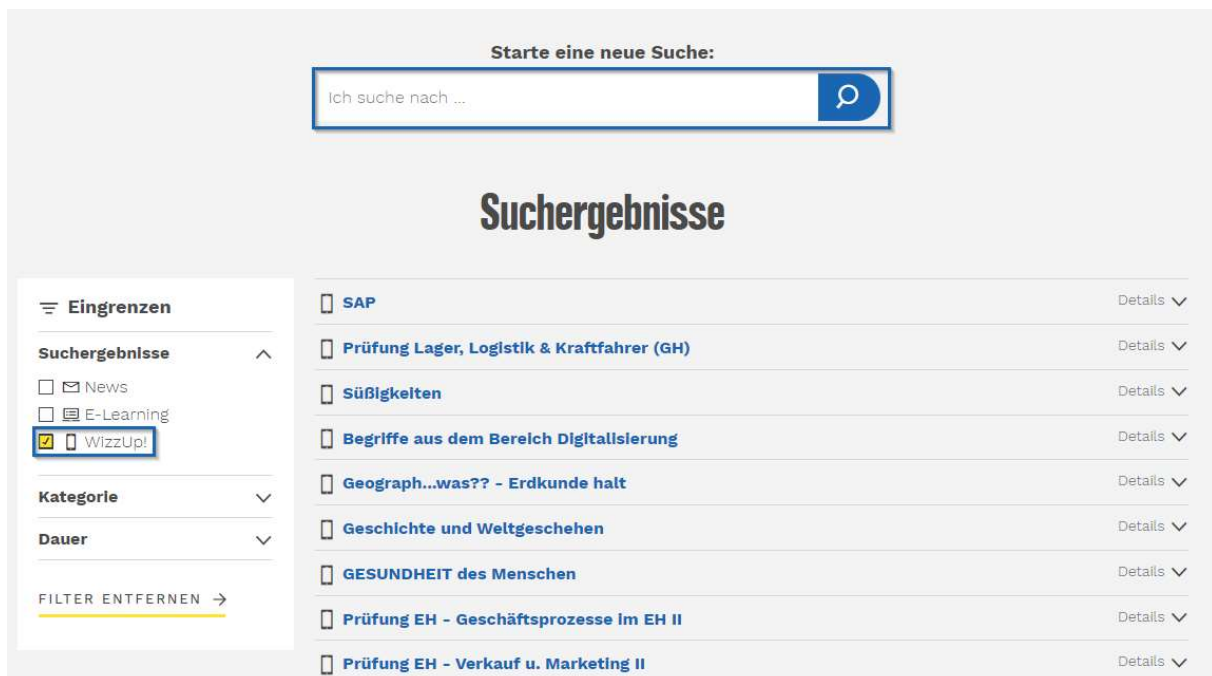 Starte eine neue Suche:
Ich suche nach ...
Suchergebnisse
Eingrenzen
Suchergebnisse
News
E-Learning
WizzUp!
Kategorie
Dauer
FILTER ENTFERNEN →
SAP Details
Prüfung Lager, Logistik & Kraftfahrer (GH) Details
Süßigkeiten Details
Begriffe aus dem Bereich Digitalisierung Details
Geograph...was?? - Erdkunde halt Details
Geschichte und Weltgeschehen Details
GESUNDHEIT des Menschen Details
Prüfung EH - Geschäftsprozesse im EH II Details
Prüfung EH - Verkauf u. Marketing II Details